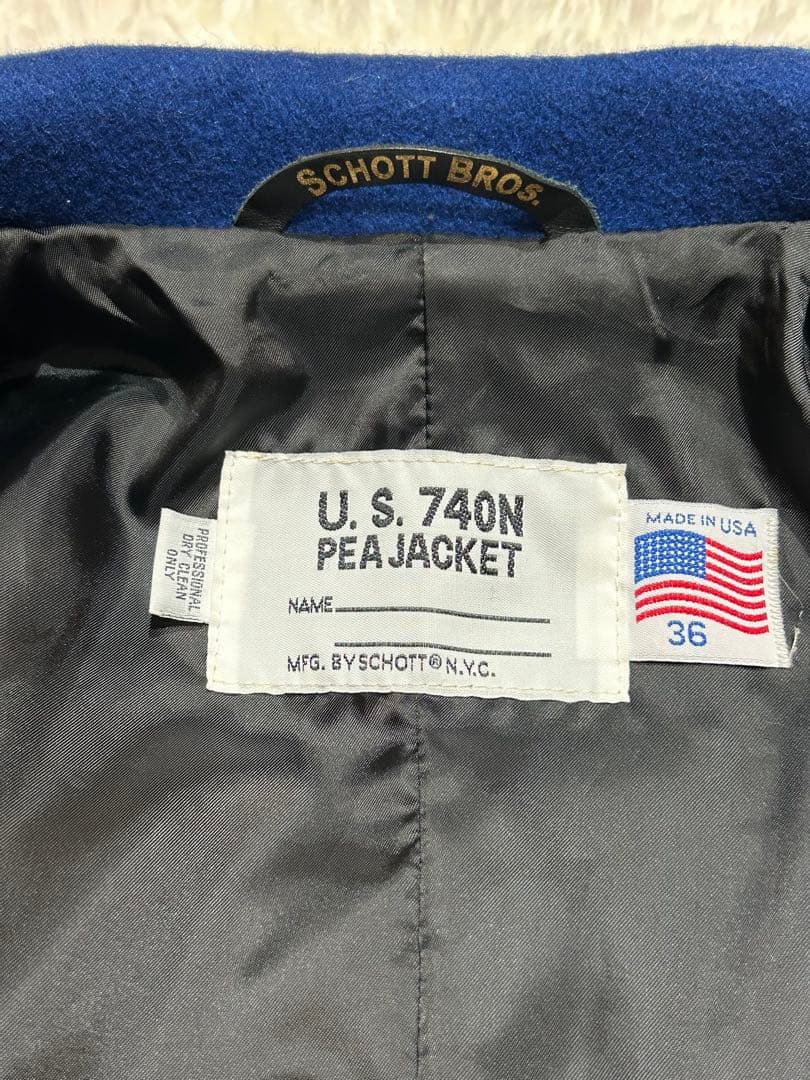 SCHOTT BROS.
U. S. 740N
PEA JACKET
NAME
MFG. BY SCHOTT® N.Y.C.
PROFESSIONAL
DRY CLEAN
ONLY
MADE IN USA
36